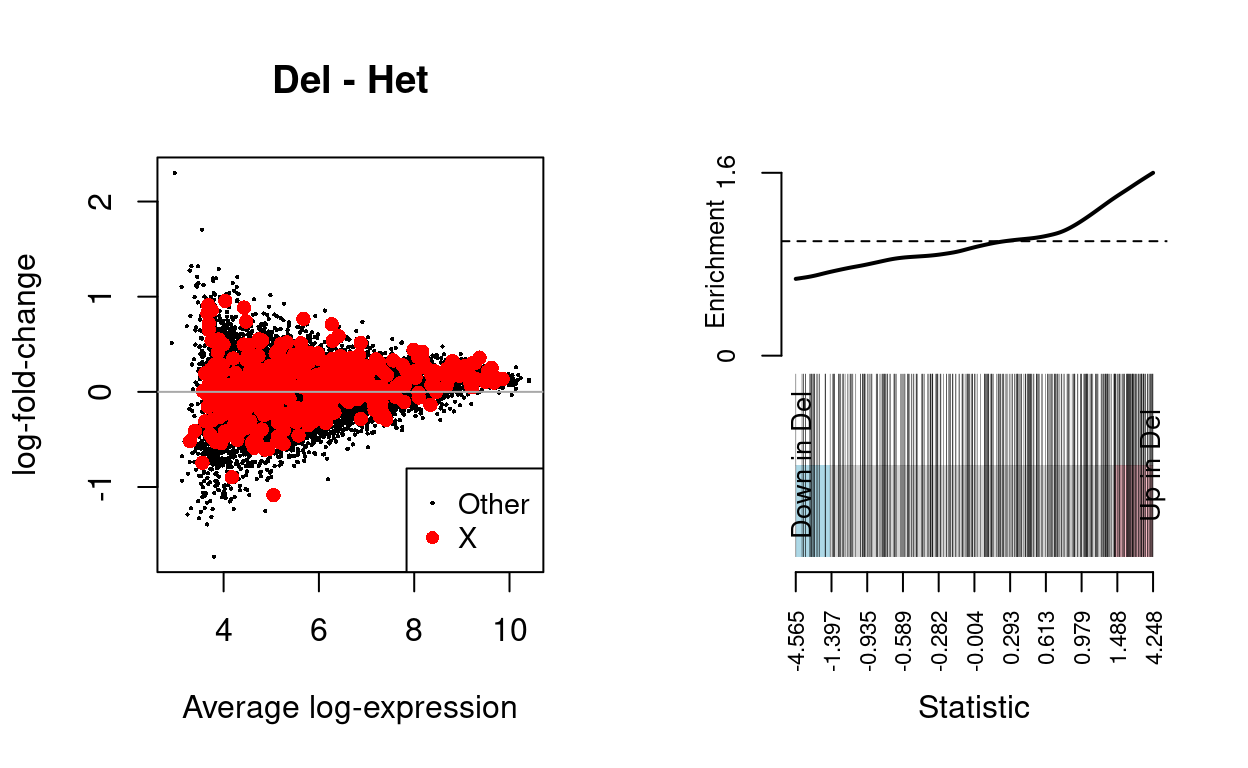 Del - Het
log-fold-change
2
1
0
-1
Other
X
4
6
8
10
Average log-expression
Enrichment
1.6
0
Down in Del
Up in Del
-4.565
-1.397
-0.935
-0.589
-0.282
-0.004
0.293
0.613
0.979
1.488
4.248
Statistic